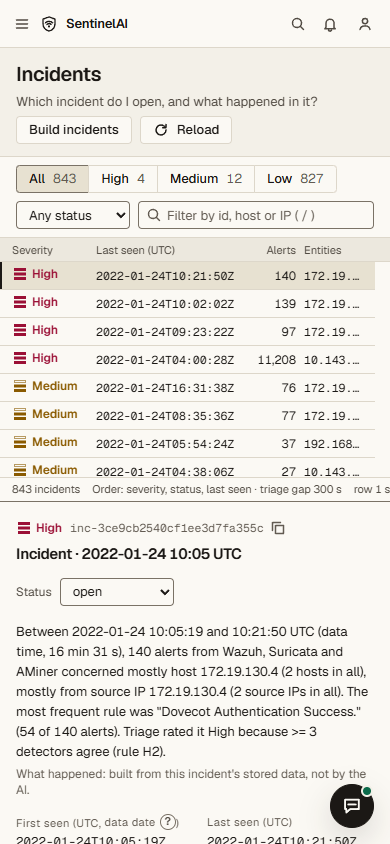 SentinelAI
Incidents
Which incident do I open, and what happened in it?
Build incidents Reload
All 843 High 4 Medium 12 Low 827
Any status Filter by id, host or IP ( / )
Severity Last seen (UTC) Alerts Entities
High 2022-01-24T10:21:50Z 140 172.19.…
High 2022-01-24T10:02:02Z 139 172.19.…
High 2022-01-24T09:23:22Z 97 172.19.…
High 2022-01-24T04:00:28Z 11,208 10.143.…
Medium 2022-01-24T16:31:38Z 76 172.19.…
Medium 2022-01-24T08:35:36Z 77 172.19.…
Medium 2022-01-24T05:54:24Z 37 192.168…
Medium 2022-01-24T04:38:06Z 27 10.143.…
843 incidents Order: severity, status, last seen · triage gap 300 s row 1 s
High inc-3ce9cb2540cf1ee3d7fa355c
Incident · 2022-01-24 10:05 UTC
Status open
Between 2022-01-24 10:05:19 and 10:21:50 UTC (data
time, 16 min 31 s), 140 alerts from Wazuh, Suricata and
AMiner concerned mostly host 172.19.130.4 (2 hosts in all),
mostly from source IP 172.19.130.4 (2 source IPs in all). The
most frequent rule was "Dovecot Authentication Success."
(54 of 140 alerts). Triage rated it High because >= 3
detectors agree (rule H2).
What happened: built from this incident's stored data, not by the
AI.
First seen (UTC, data date ?) Last seen (UTC)
2022-01-24T10:05:19Z 2022-01-24T10:21:50Z